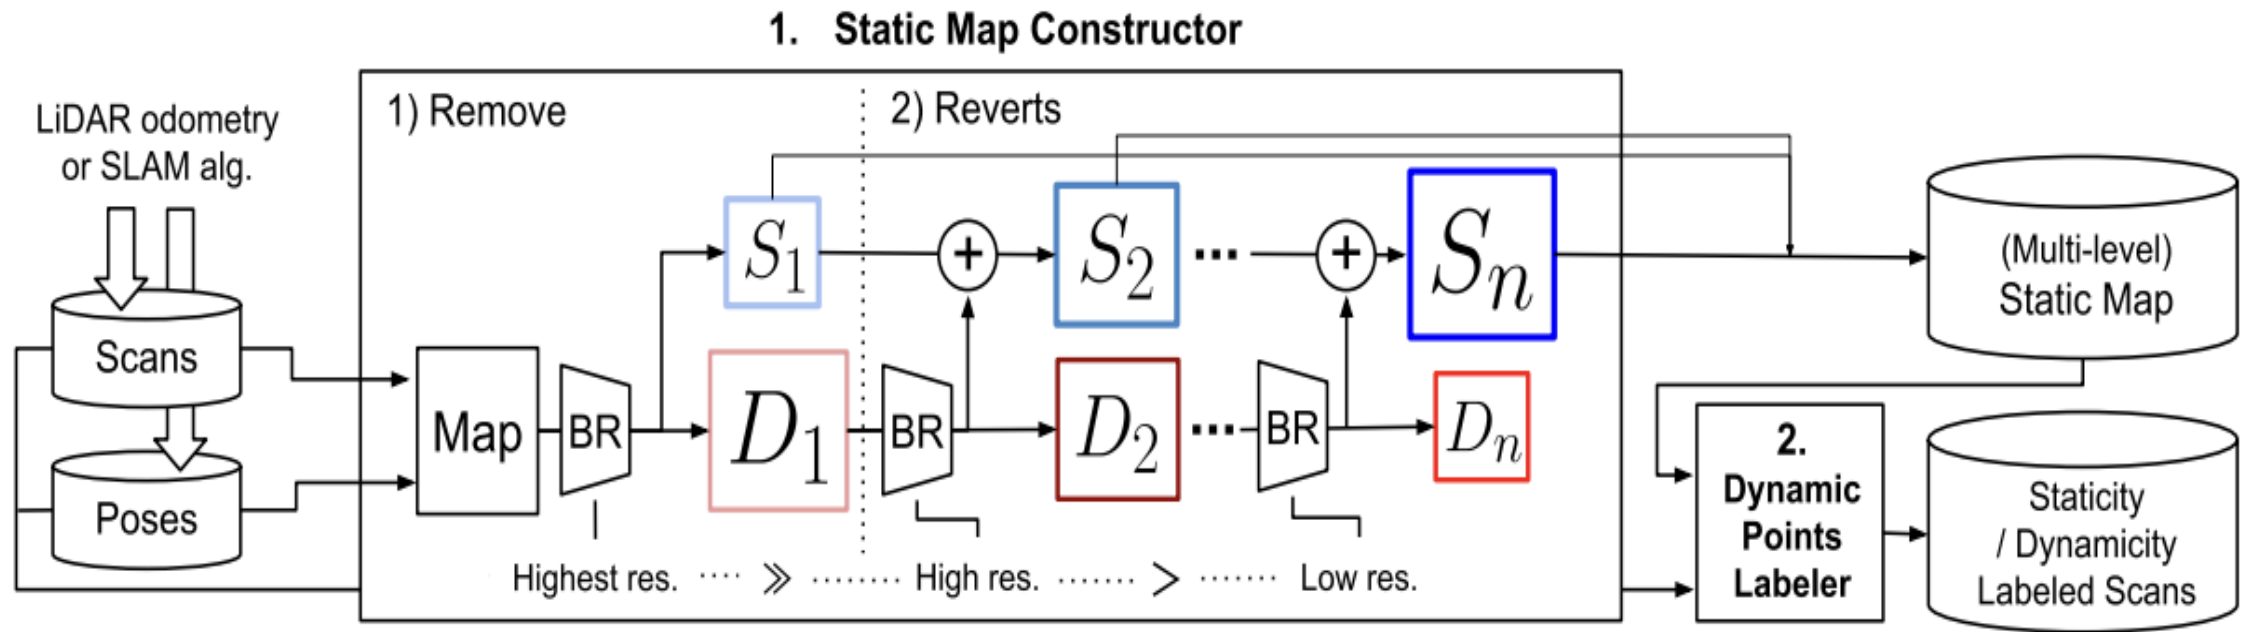 1. Static Map Constructor
LiDAR odometry
or SLAM alg.
1) Remove
2) Reverts
Scans
Poses
Map
BR
S1
D1
+
BR
S2
D2
...
...
+
BR
Sn
Dn
Highest res. ···· >> ········ High res. ······· > ······· Low res.
(Multi-level)
Static Map
2.
Dynamic
Points
Labeler
Staticity
/ Dynamicity
Labeled Scans